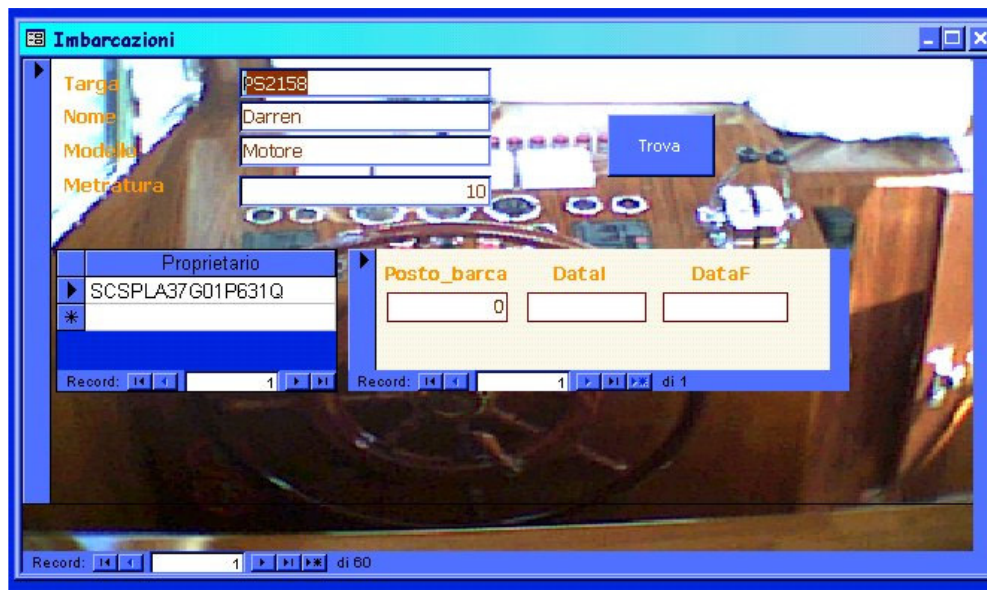 Imbarcazioni
Targa PS2158
Nome Darren
Modello Motore Trova
Metratura 10
Proprietario
SCSPLA37G01P631Q
Posto_barca DataI DataF
0
Record: 1
Record: 1 di 1
Record: 1 di 60